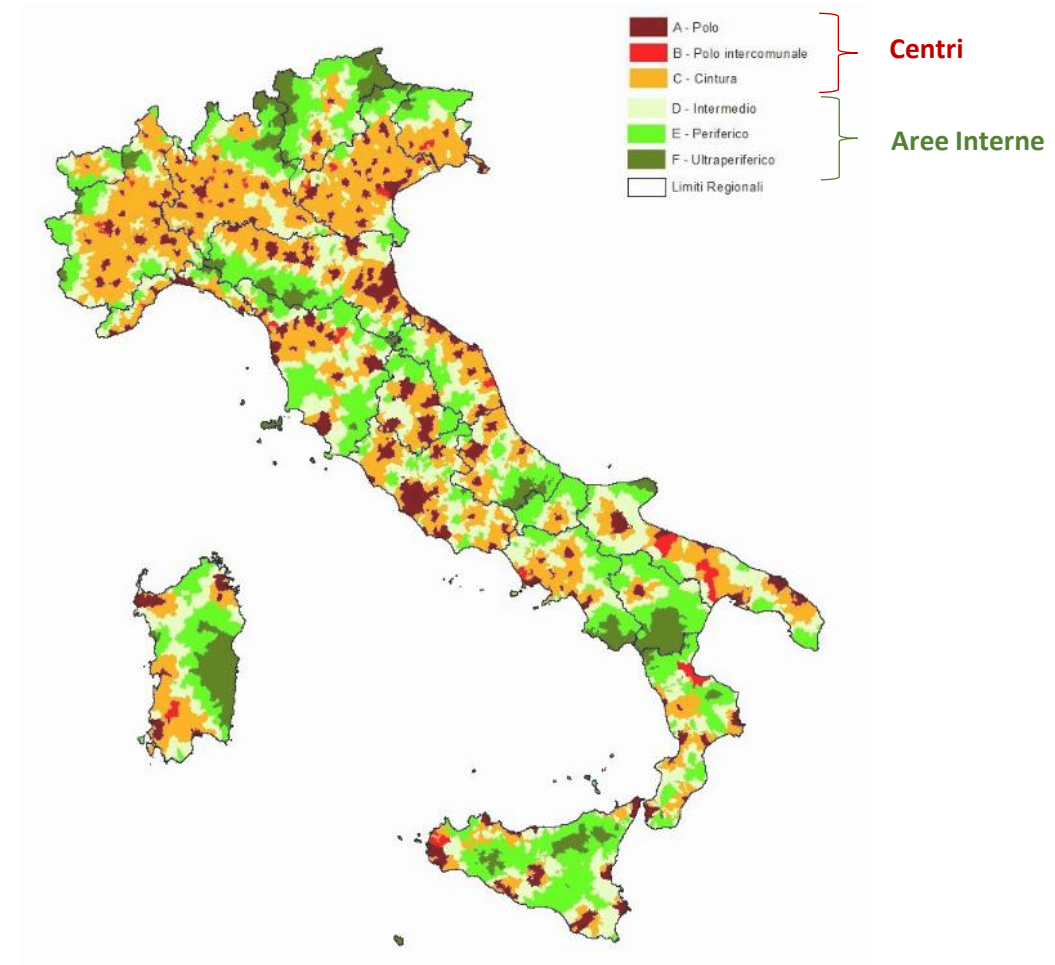 A - Polo
B - Polo intercomunale
C - Cintura
Centri
D - Intermedio
E - Periferico
F - Ultraperiferico
Aree Interne
Limiti Regionali